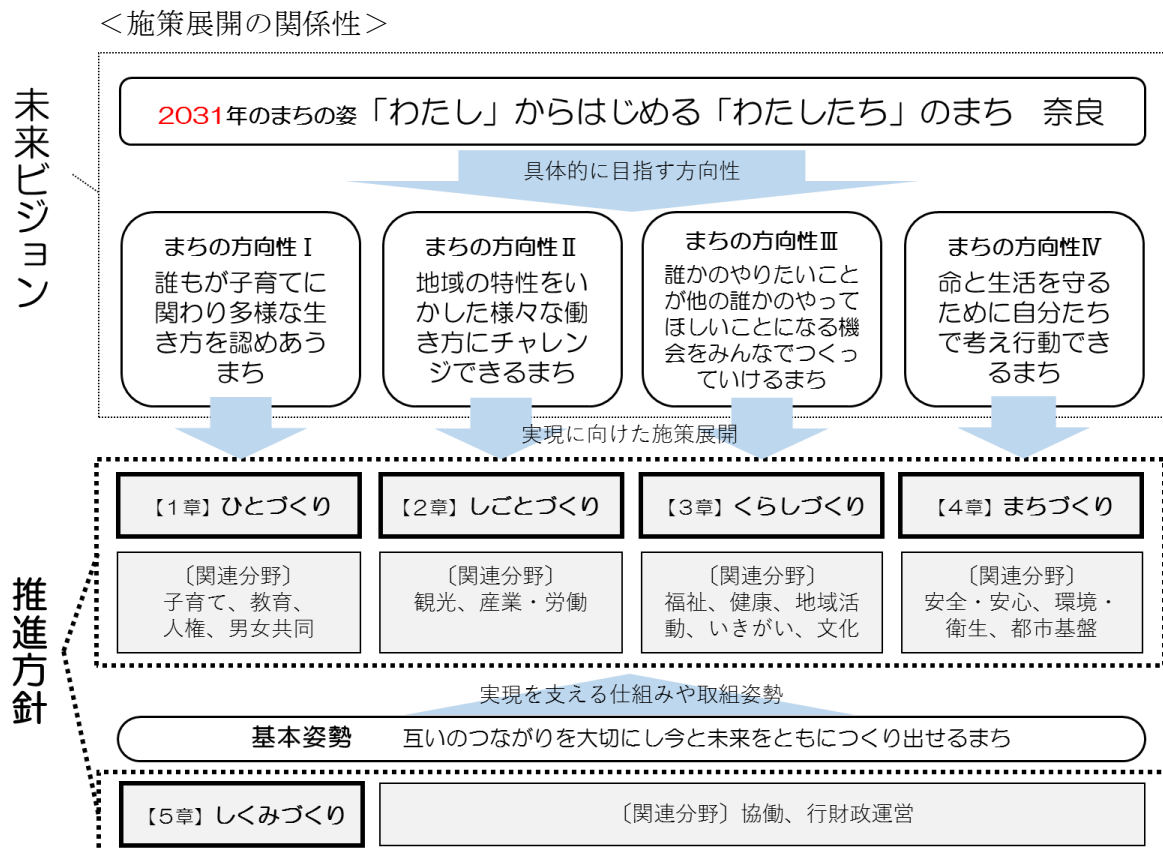 ＜施策展開の関係性＞
未来ビジョン
2031年のまちの姿「わたし」からはじめる「わたしたち」のまち　奈良
具体的に目指す方向性
まちの方向性Ⅰ
誰もが子育てに
関わり多様な生
き方を認めあう
まち
まちの方向性Ⅱ
地域の特性をい
かした様々な働
き方にチャレン
ジできるまち
まちの方向性Ⅲ
誰かのやりたいこと
が他の誰かのやって
ほしいことになる機
会をみんなでつくっ
ていけるまち
まちの方向性Ⅳ
命と生活を守る
ために自分たち
で考え行動でき
るまち
実現に向けた施策展開
推進方針
【1章】ひとづくり
【2章】しごとづくり
【3章】くらしづくり
【4章】まちづくり
〔関連分野〕
子育て、教育、
人権、男女共同
〔関連分野〕
観光、産業・労働
〔関連分野〕
福祉、健康、地域活
動、いきがい、文化
〔関連分野〕
安全・安心、環境・
衛生、都市基盤
実現を支える仕組みや取組姿勢
基本姿勢　互いのつながりを大切にし今と未来をともにつくり出せるまち
【5章】しくみづくり
〔関連分野〕協働、行財政運営